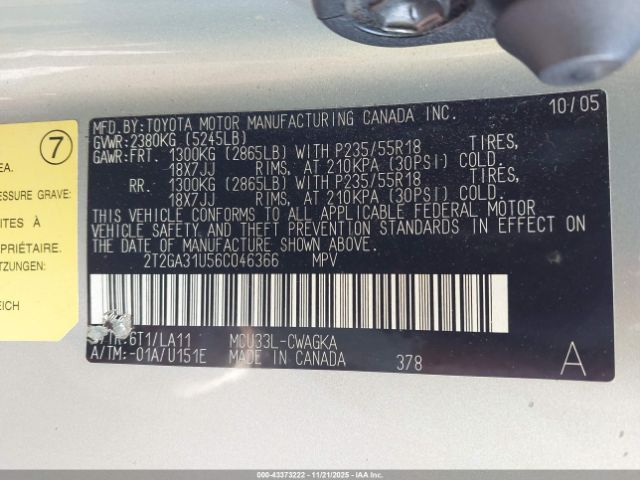 MFD.BY:TOYOTA MOTOR MANUFACTURING CANADA INC. 10/05
GVWR:2380KG (5245LB)
GAWR:FRT. 1300KG (2865LB) WITH P235/55R18 TIRES,
18X7JJ RIMS, AT 210KPA (30PSI) COLD.
RR. 1300KG (2865LB) WITH P235/55R18 TIRES,
18X7JJ RIMS, AT 210KPA (30PSI) COLD.
THIS VEHICLE CONFORMS TO ALL APPLICABLE FEDERAL MOTOR
VEHICLE SAFETY AND THEFT PREVENTION STANDARDS IN EFFECT ON
THE DATE OF MANUFACTURE SHOWN ABOVE.
2T2GA31U56C046366 MPV
6T1/LA11 MCU33L-CWAGKA
A/TM:-01A/U151E MADE IN CANADA 378 A
7
EA.
ESSURE GRAVE:
ITES À
PRIÉTAIRE.
TZUNGEN:
EICH
000-43373222 - 11/21/2025 - IAAI.COM